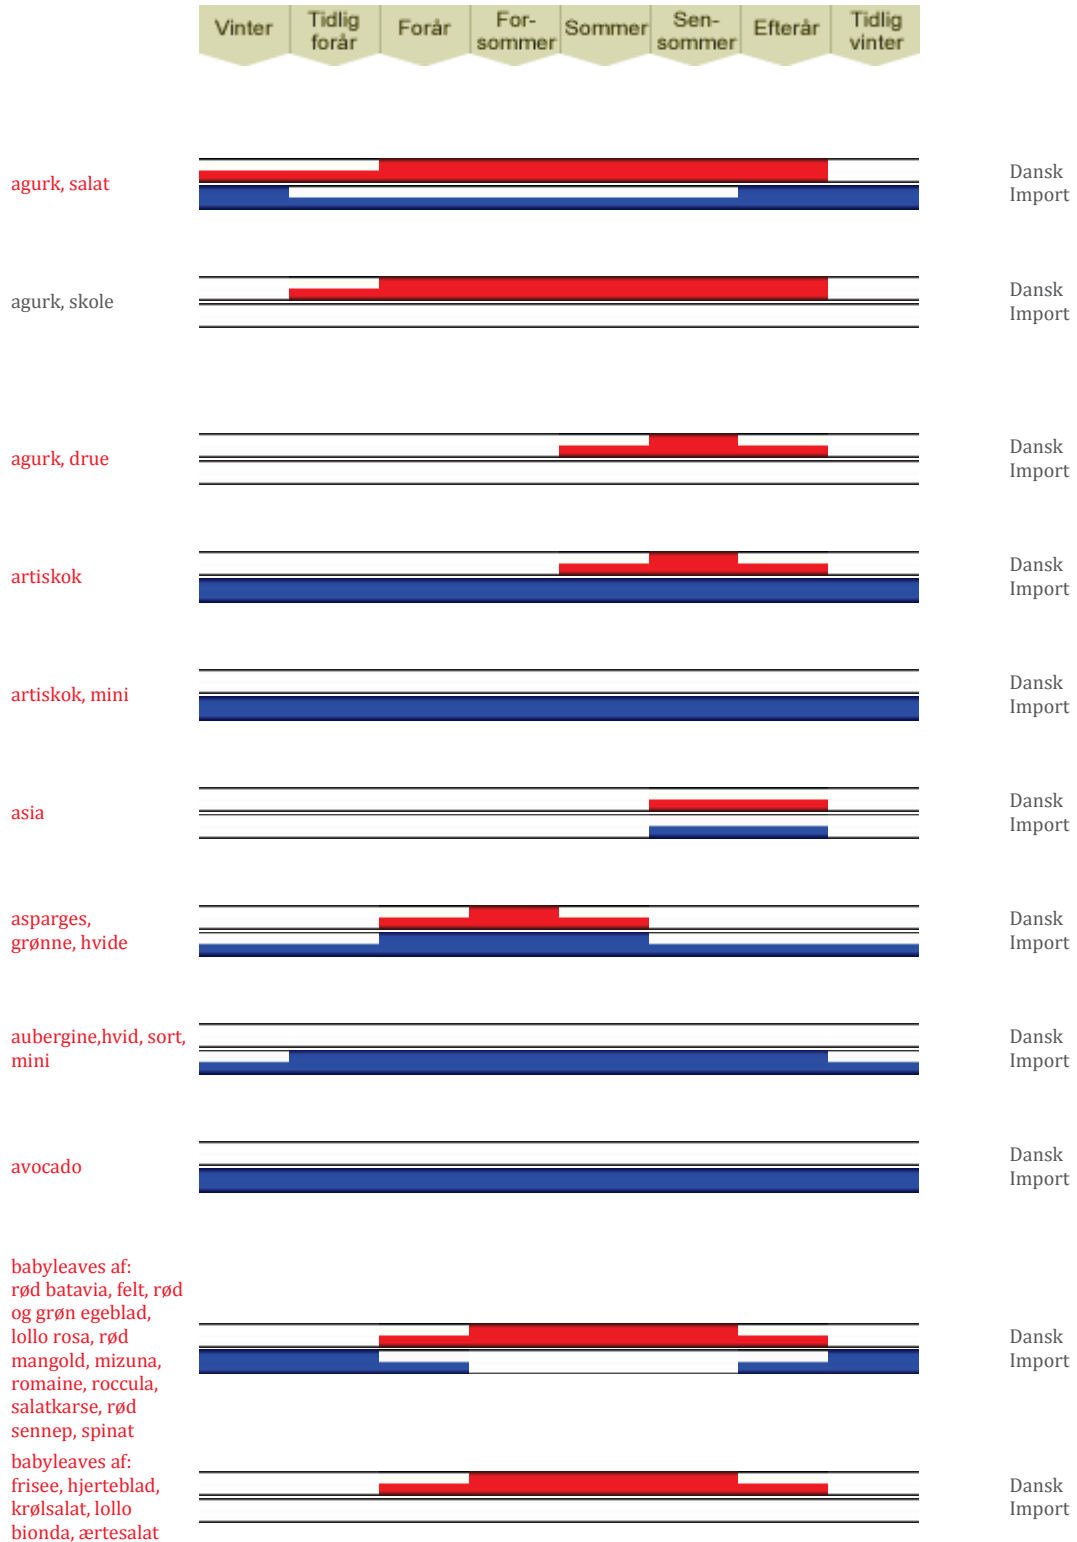 Vinter Tidlig forår Forår For- sommer Sommer Sen- sommer Efterår Tidlig vinter
agurk, salat
Dansk
Import
agurk, skole
Dansk
Import
agurk, drue
Dansk
Import
artiskok
Dansk
Import
artiskok, mini
Dansk
Import
asia
Dansk
Import
asparges,
grønne, hvide
Dansk
Import
aubergine,hvid, sort,
mini
Dansk
Import
avocado
Dansk
Import
babyleaves af:
rød batavia, felt, rød
og grøn egeblad,
lollo rosa, rød
mangold, mizuna,
romaine, roccula,
salatkarse, rød
sennep, spinat
Dansk
Import
babyleaves af:
frisee, hjerteblad,
krølsalat, lollo
bionda, ærtesalat
Dansk
Import